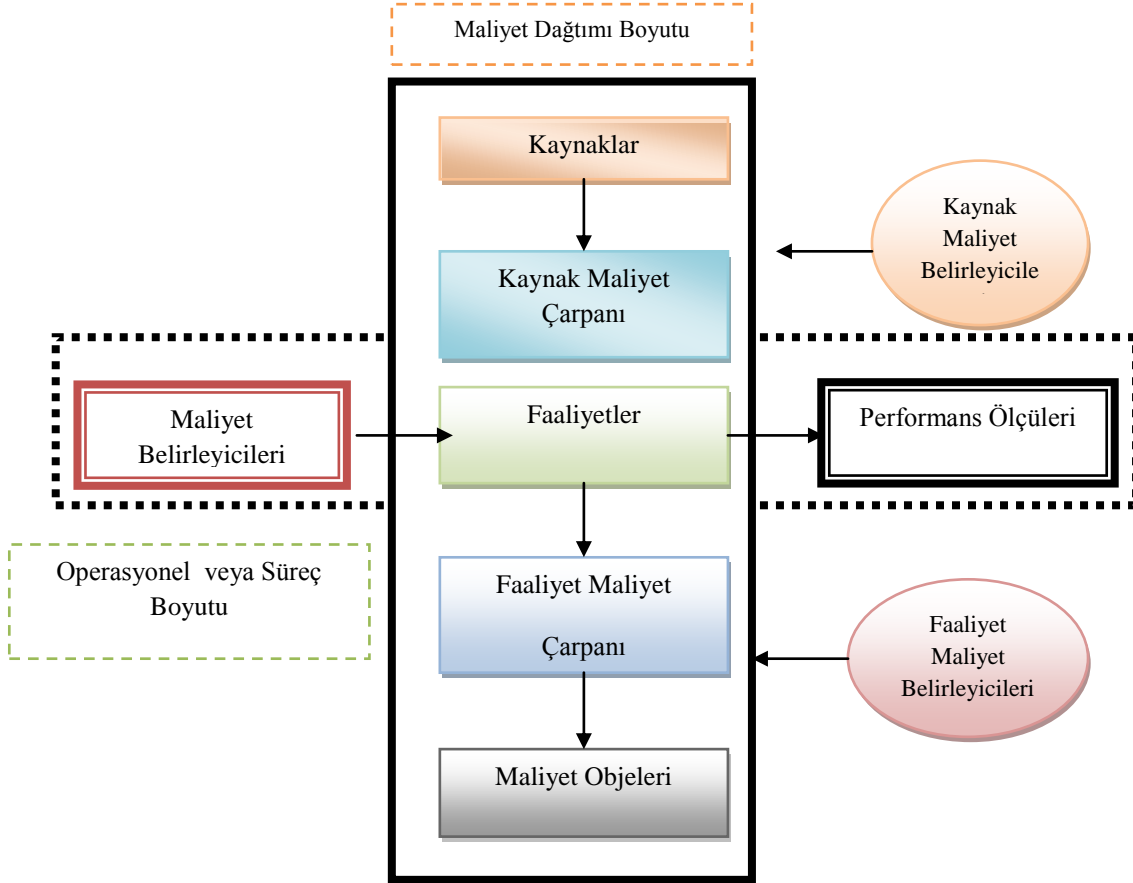 Maliyet Dağtımı Boyutu
Kaynaklar
Kaynak
Maliyet
Belirleyicile
Kaynak Maliyet
Çarpanı
Maliyet
Belirleyicileri
Faaliyetler
Performans Ölçüleri
Operasyonel veya Süreç
Boyutu
Faaliyet Maliyet
Çarpanı
Faaliyet
Maliyet
Belirleyicileri
Maliyet Objeleri